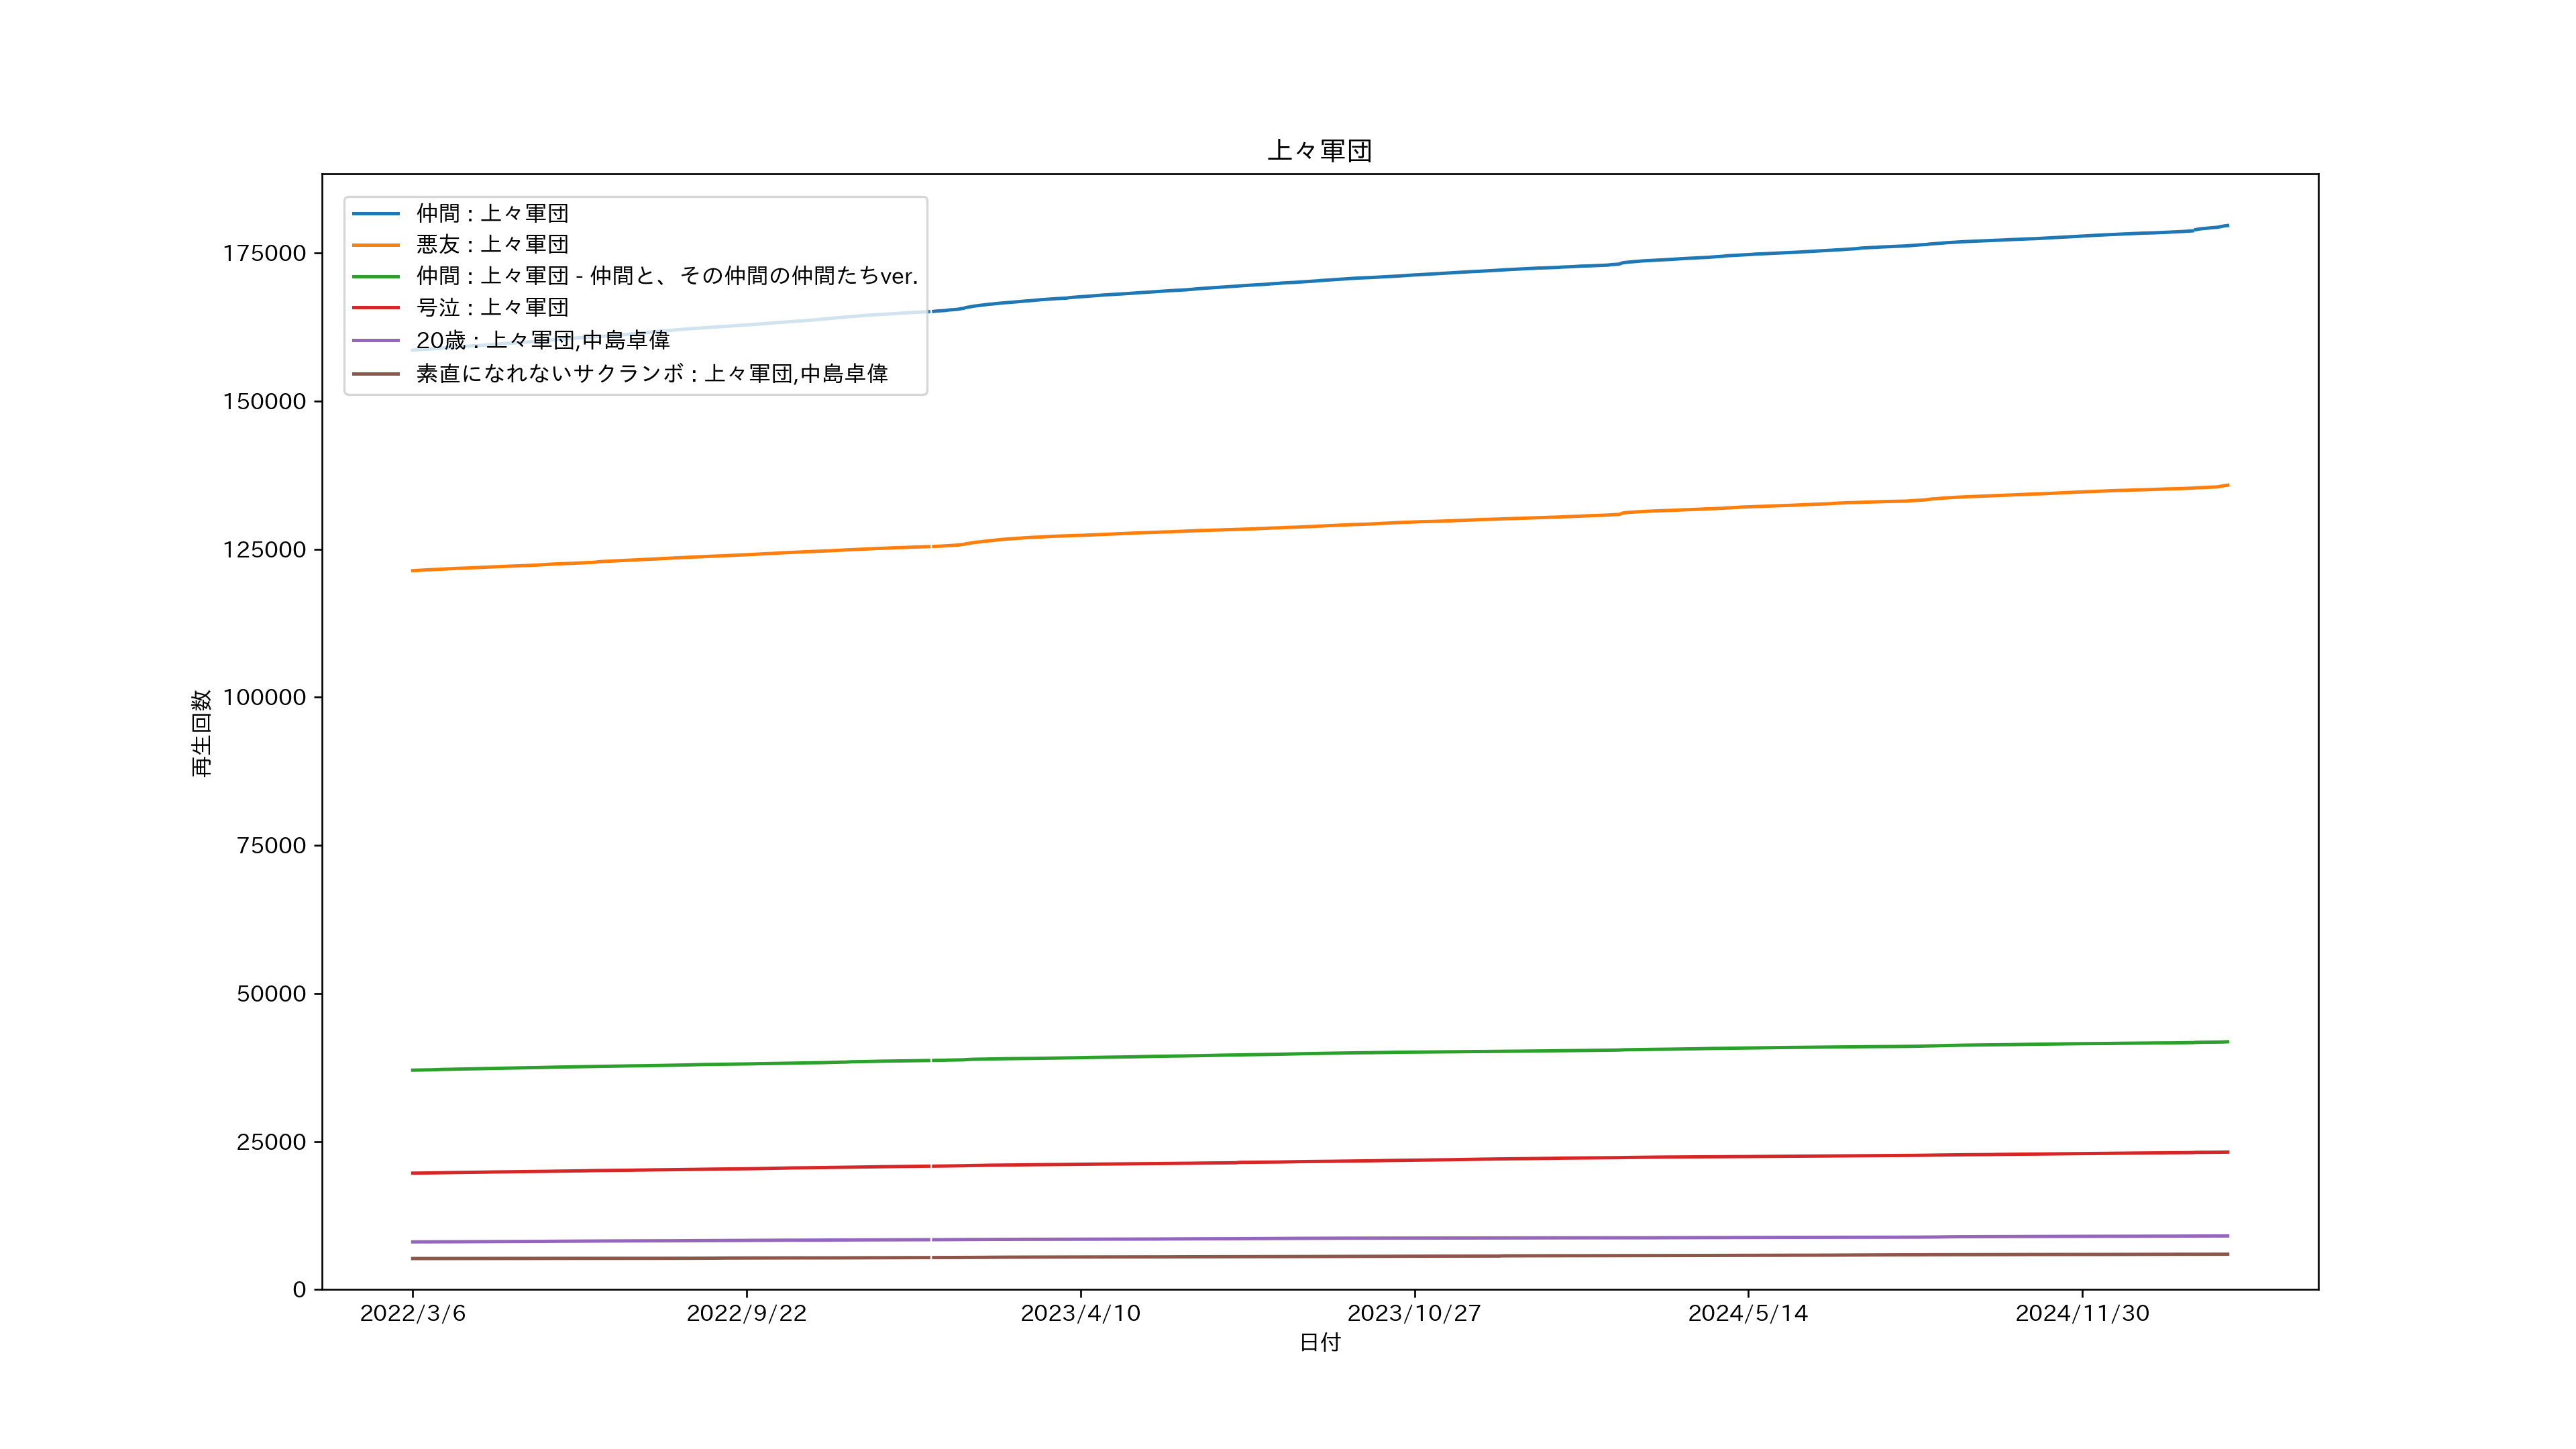 上々軍団
仲間 : 上々軍団
悪友 : 上々軍団
仲間 : 上々軍団 - 仲間と、その仲間の仲間たちver.
号泣 : 上々軍団
20歳 : 上々軍団,中島卓偉
素直になれないサクランボ : 上々軍団,中島卓偉
175000
150000
125000
100000
75000
50000
25000
0
再生回数
2022/3/6 2022/9/22 2023/4/10 2023/10/27 2024/5/14 2024/11/30
日付